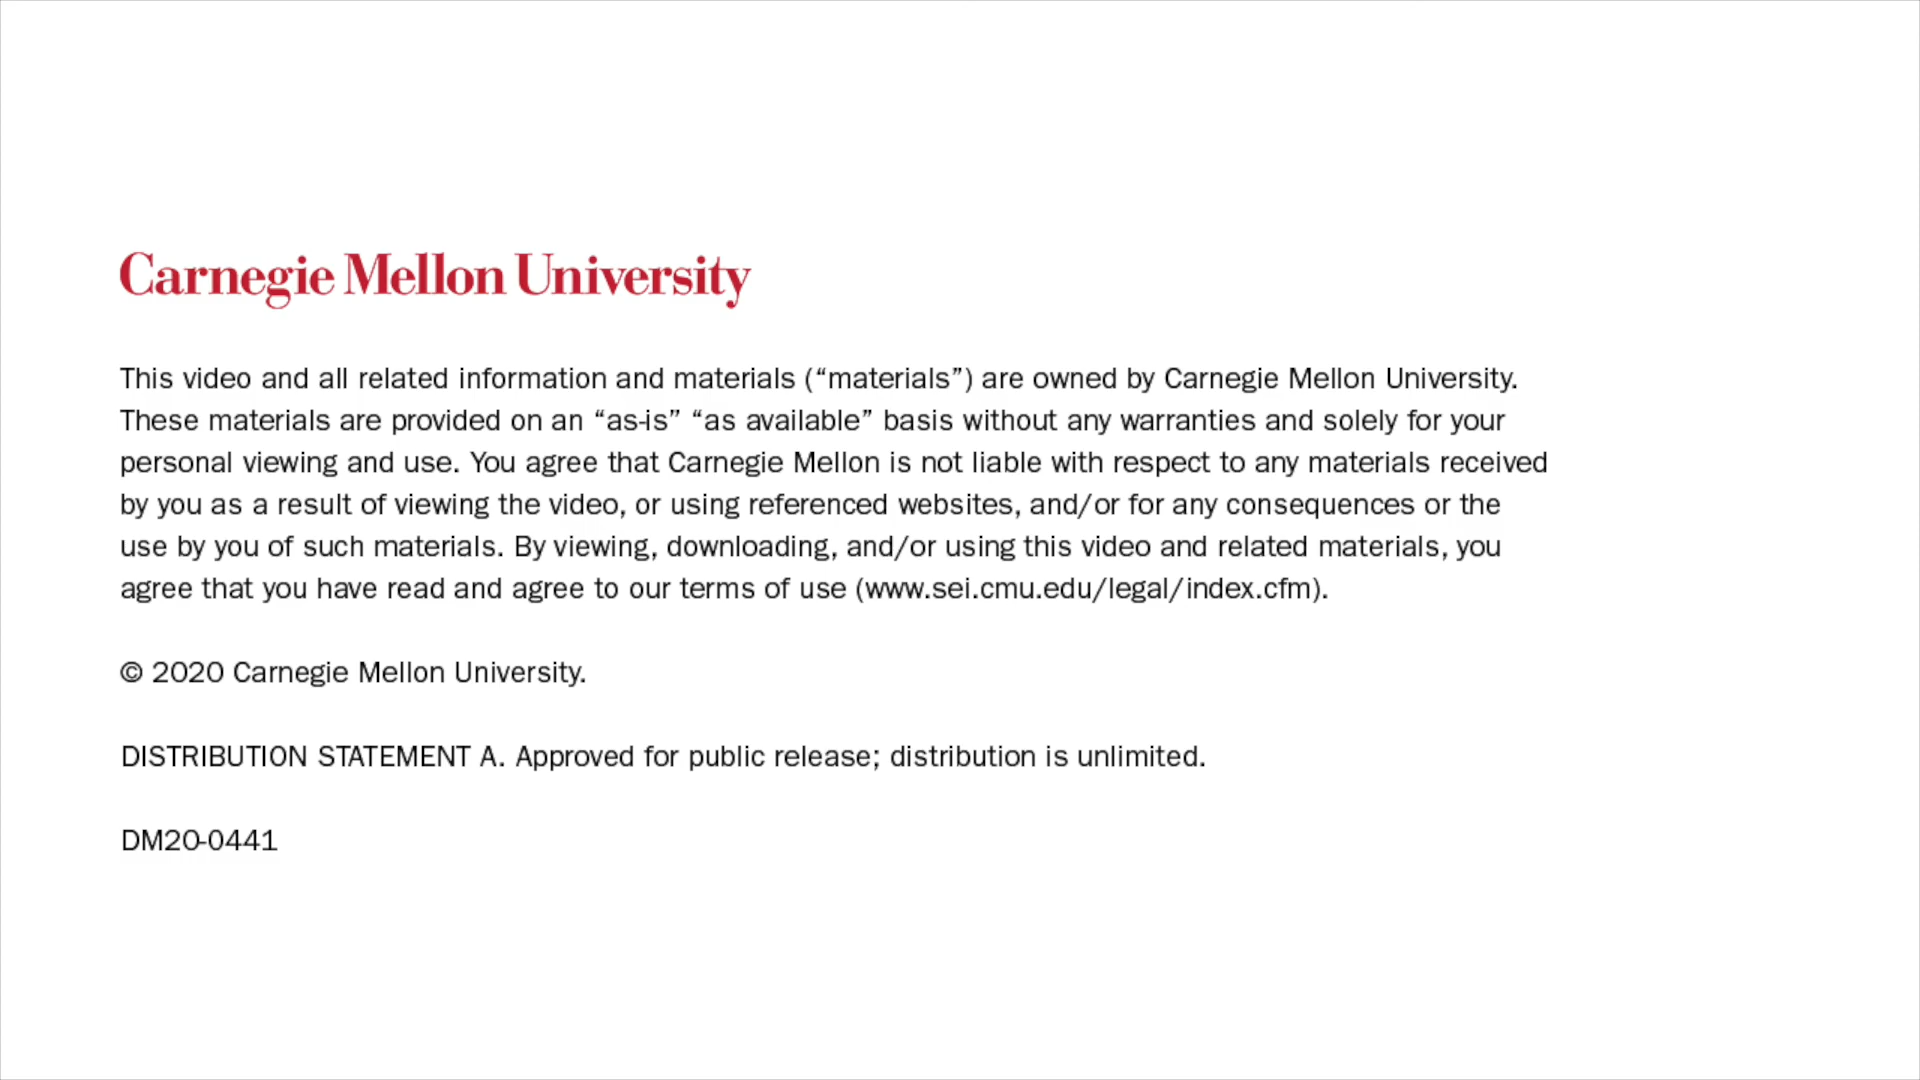 Carnegie Mellon University
This video and all related information and materials (“materials”) are owned by Carnegie Mellon University.
These materials are provided on an “as-is” “as available” basis without any warranties and solely for your
personal viewing and use. You agree that Carnegie Mellon is not liable with respect to any materials received
by you as a result of viewing the video, or using referenced websites, and/or for any consequences or the
use by you of such materials. By viewing, downloading, and/or using this video and related materials, you
agree that you have read and agree to our terms of use (www.sei.cmu.edu/legal/index.cfm).
© 2020 Carnegie Mellon University.
DISTRIBUTION STATEMENT A. Approved for public release; distribution is unlimited.
DM20-0441